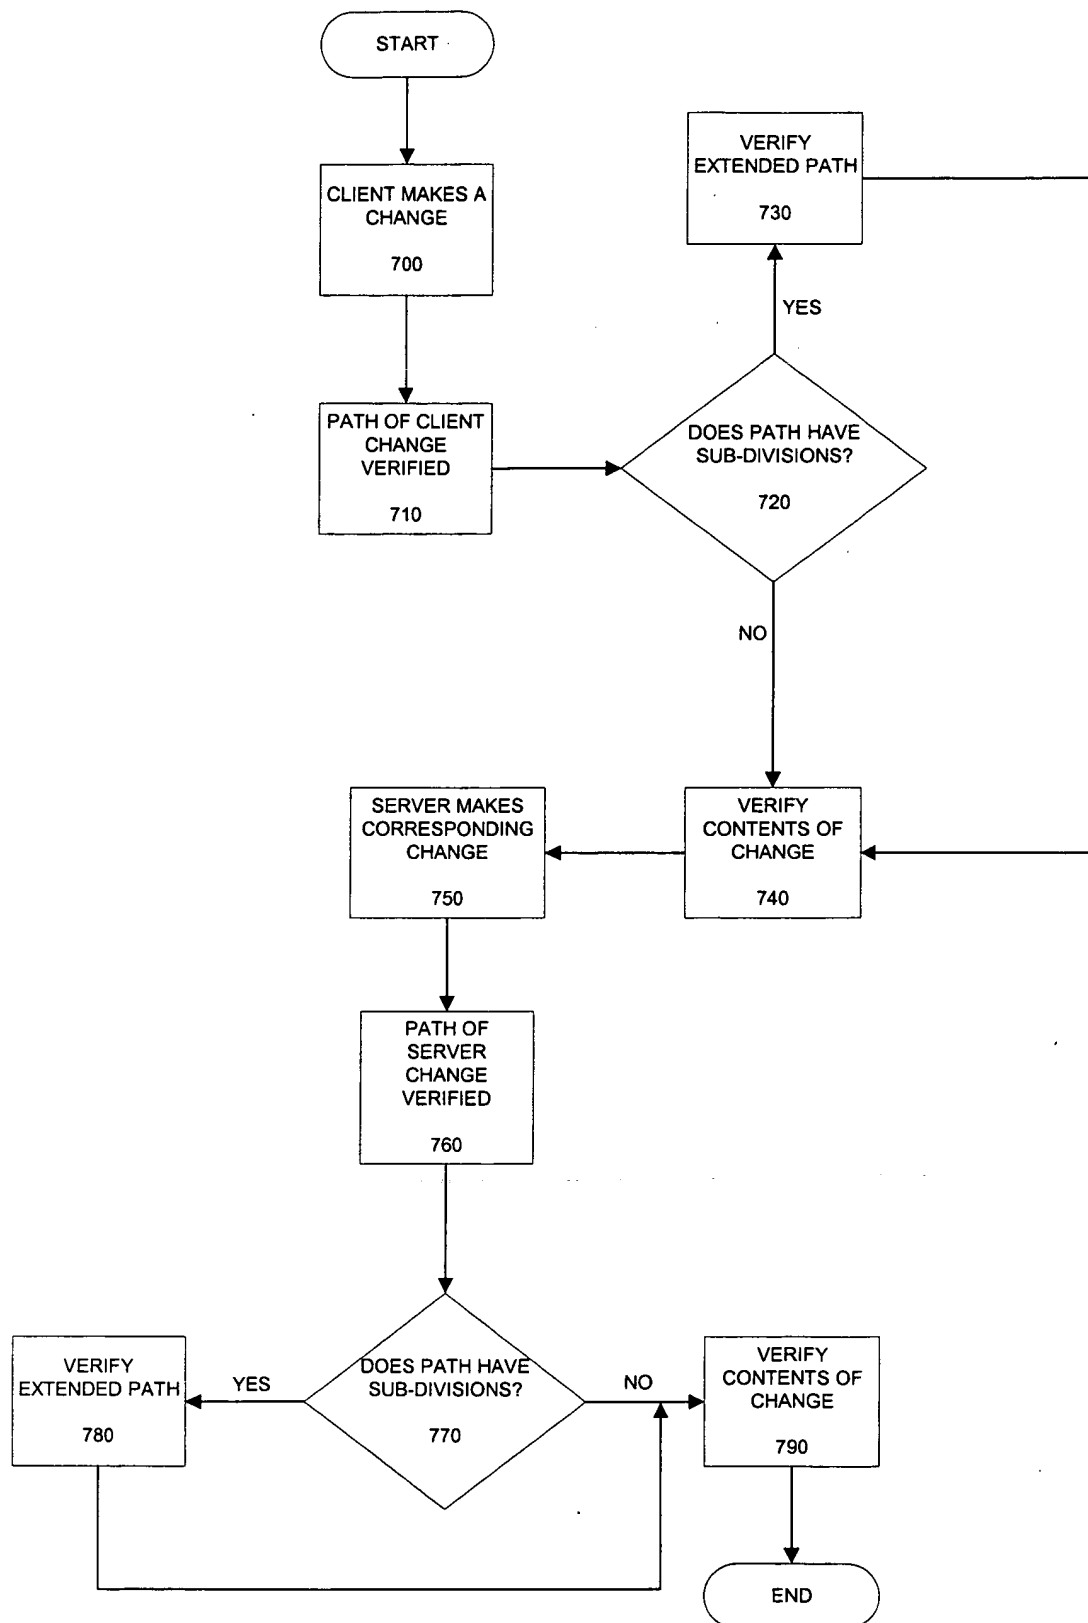 START
CLIENT MAKES A
CHANGE
700
PATH OF CLIENT
CHANGE
VERIFIED
710
DOES PATH HAVE
SUB-DIVISIONS?
720
YES
VERIFY
EXTENDED PATH
730
NO
VERIFY
CONTENTS OF
CHANGE
740
SERVER MAKES
CORRESPONDING
CHANGE
750
PATH OF
SERVER
CHANGE
VERIFIED
760
DOES PATH HAVE
SUB-DIVISIONS?
770
YES
VERIFY
EXTENDED PATH
780
NO
VERIFY
CONTENTS OF
CHANGE
790
END